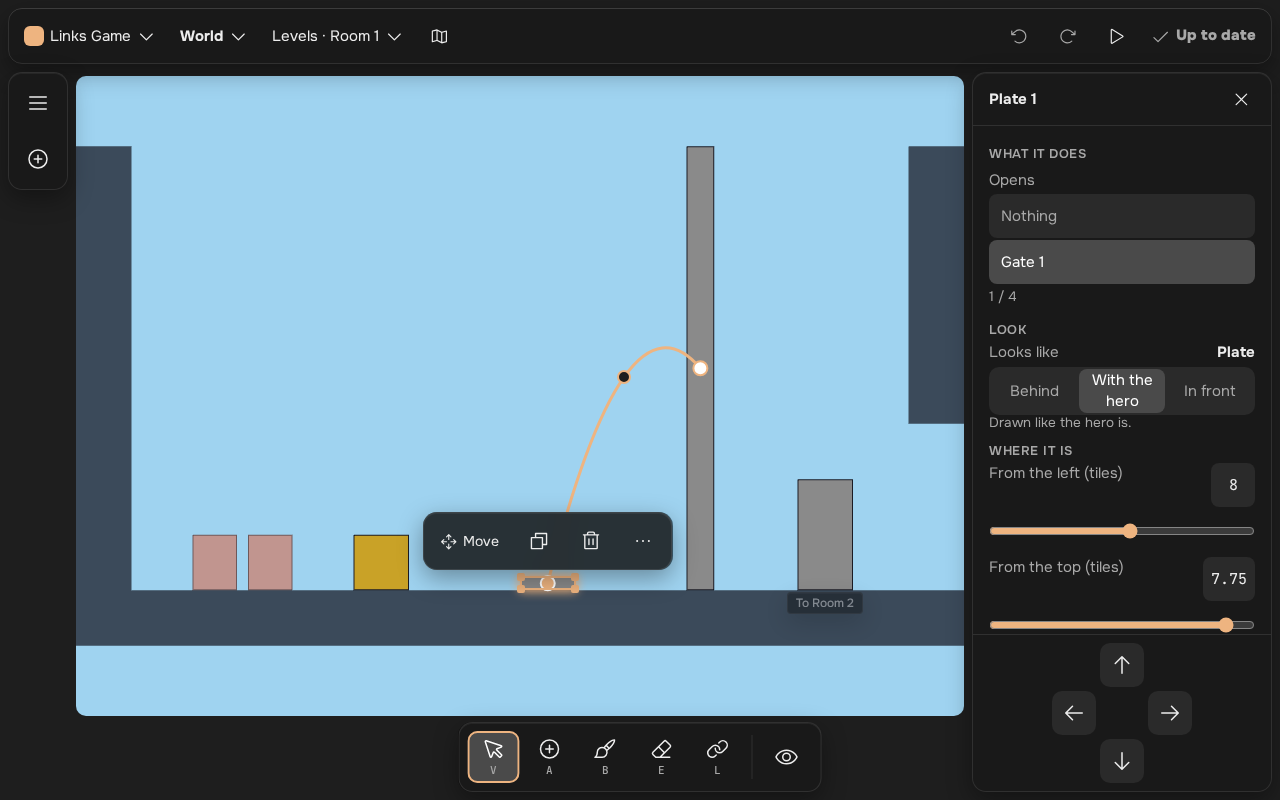 Links Game
World
Levels · Room 1
Up to date
Plate 1
WHAT IT DOES
Opens
Nothing
Gate 1
1 / 4
LOOK
Looks like
Plate
Behind
With the
hero
In front
Drawn like the hero is.
WHERE IT IS
From the left (tiles)
8
From the top (tiles)
7.75
Move
To Room 2
V
A
B
E
L